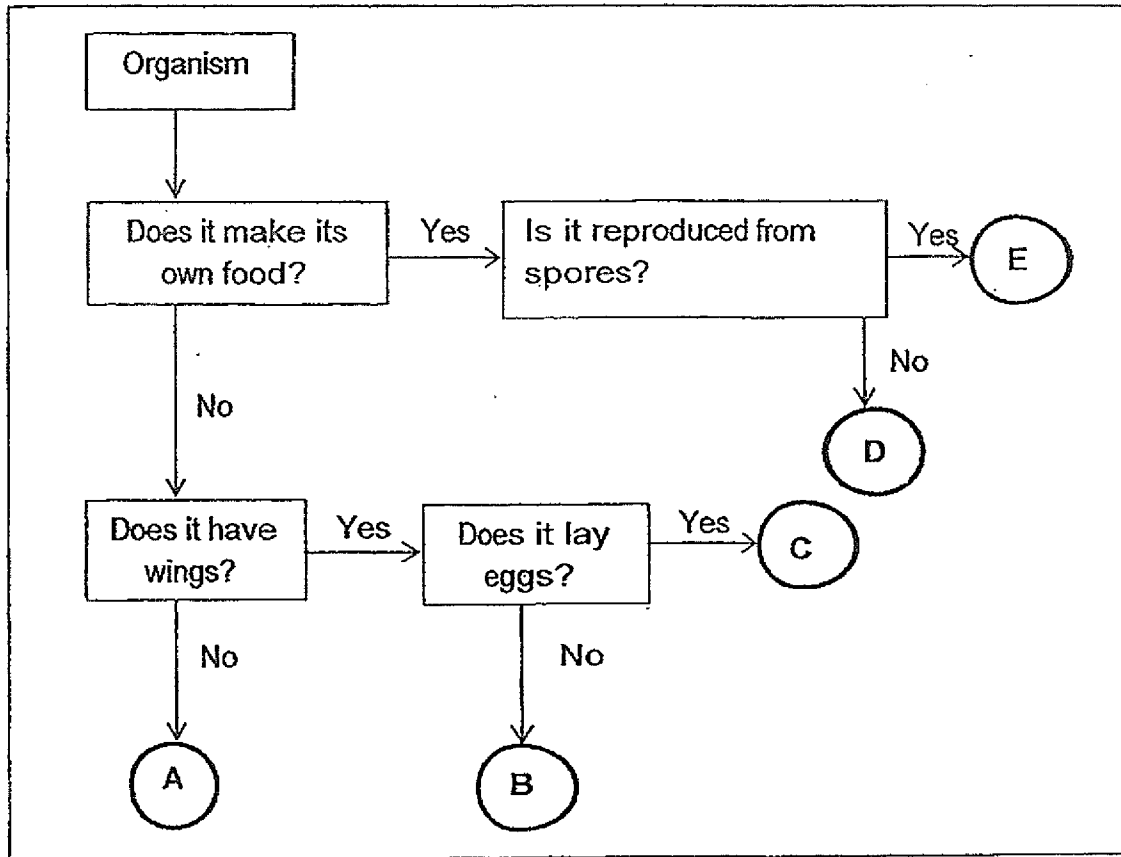 Organism
Does it make its
own food?
Yes
Is it reproduced from
spores?
Yes
E
No
D
No
Does it have
wings?
Yes
Does it lay
eggs?
Yes
C
No
A
No
B